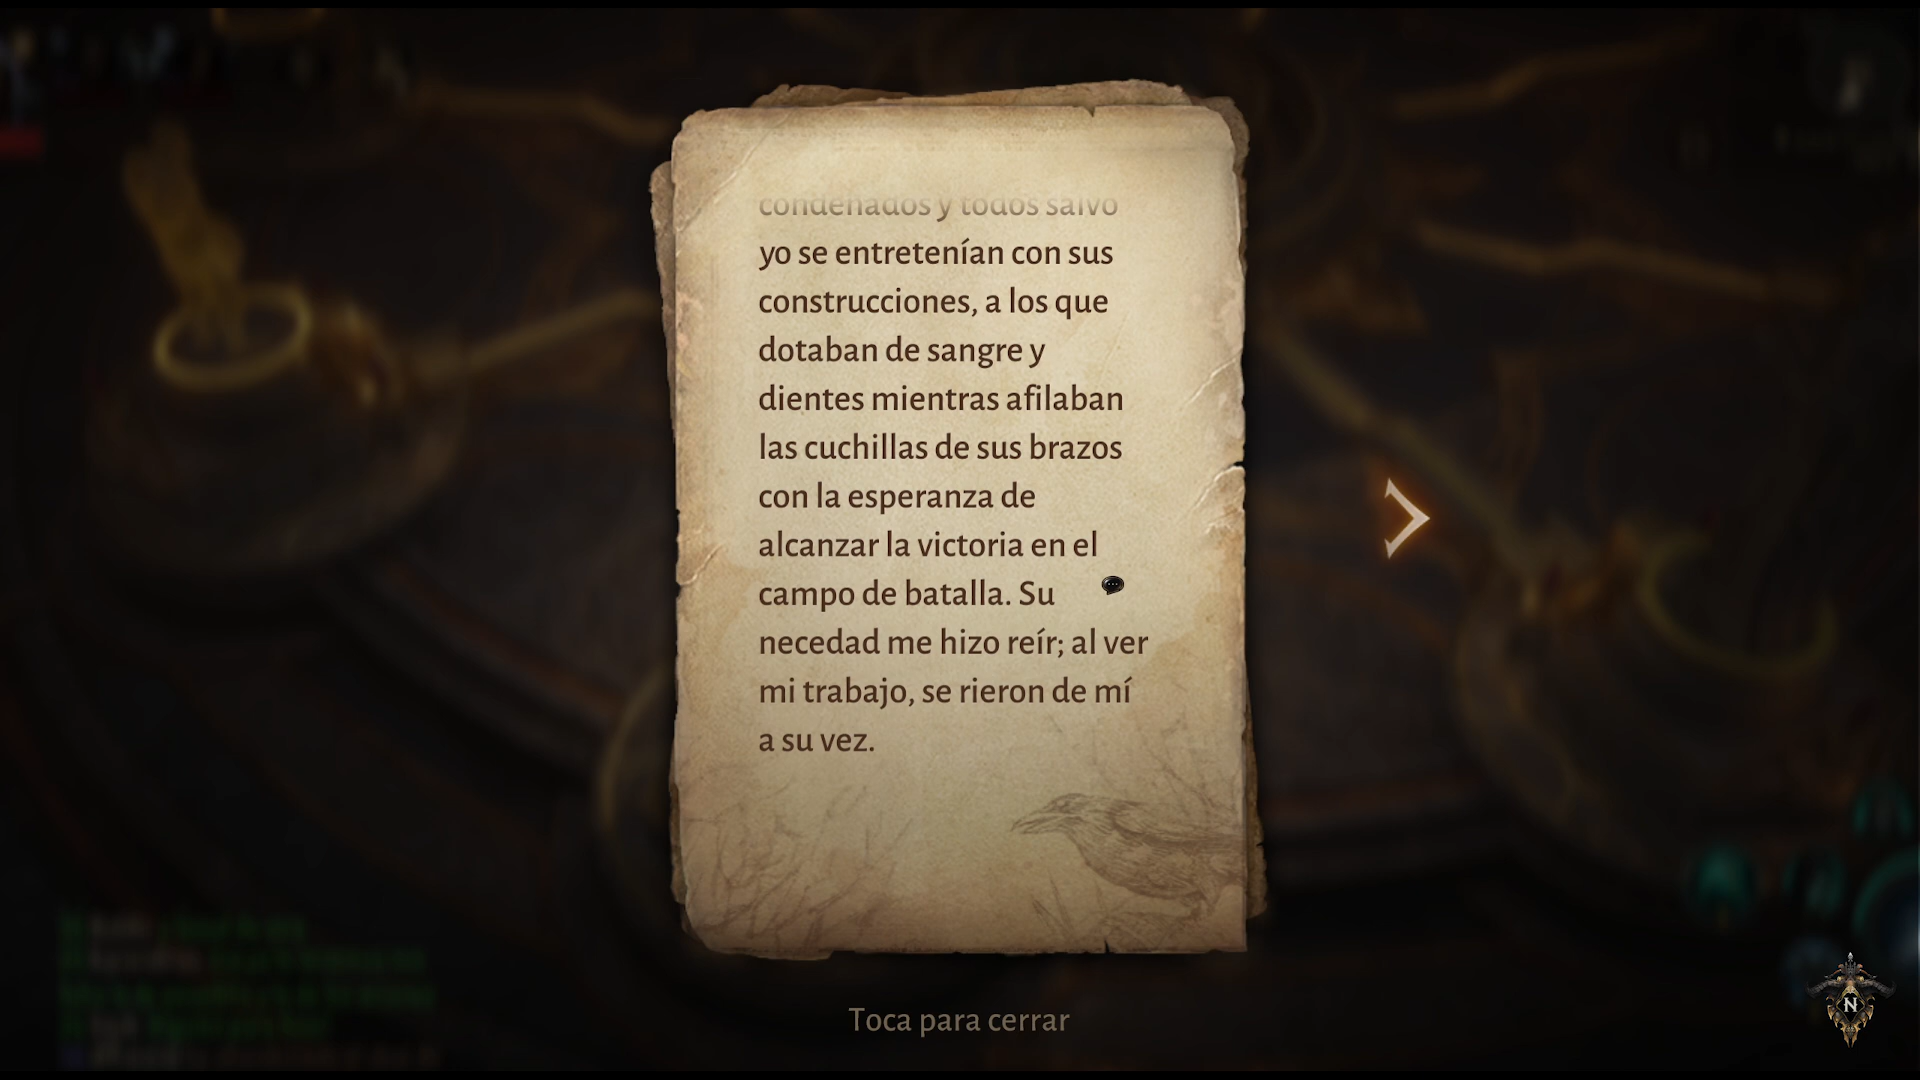 condenados y todos salvo
yo se entretenían con sus
construcciones, a los que
dotaban de sangre y
dientes mientras afilaban
las cuchillas de sus brazos
con la esperanza de
alcanzar la victoria en el
campo de batalla. Su
necedad me hizo reír; al ver
mi trabajo, se rieron de mí
a su vez.
Toca para cerrar
N